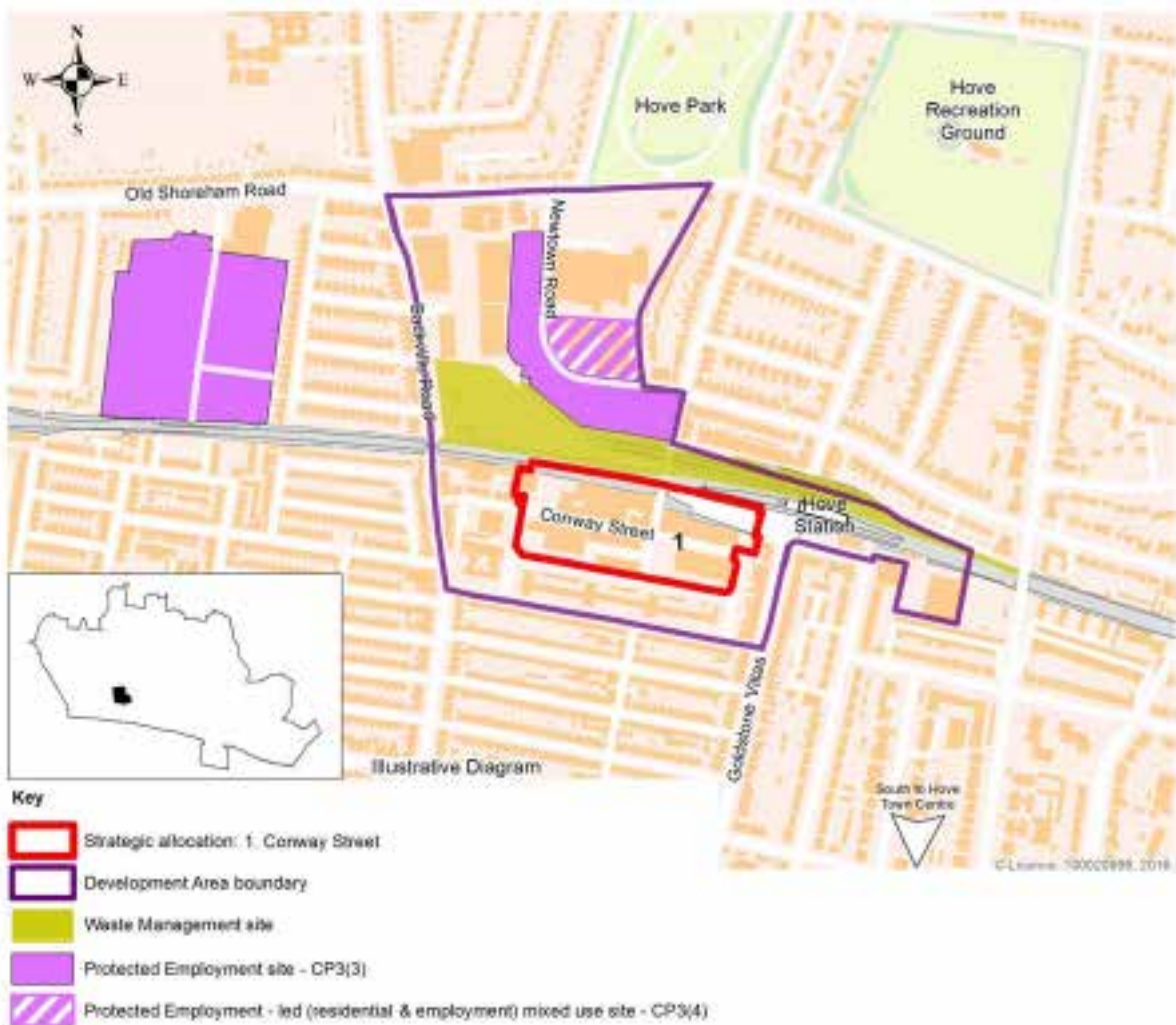 N
W
E
S
Hove Park
Hove
Recreation
Ground
Old Shoreham Road
Newtown Road
Sackville Road
Hove
Station
Conway Street
1
Goldstone Villas
Illustrative Diagram
South to Hove
Town Centre
Key
Strategic allocation: 1. Conway Street
Development Area boundary
Waste Management site
Protected Employment site - CP3(3)
Protected Employment - led (residential & employment) mixed use site - CP3(4)